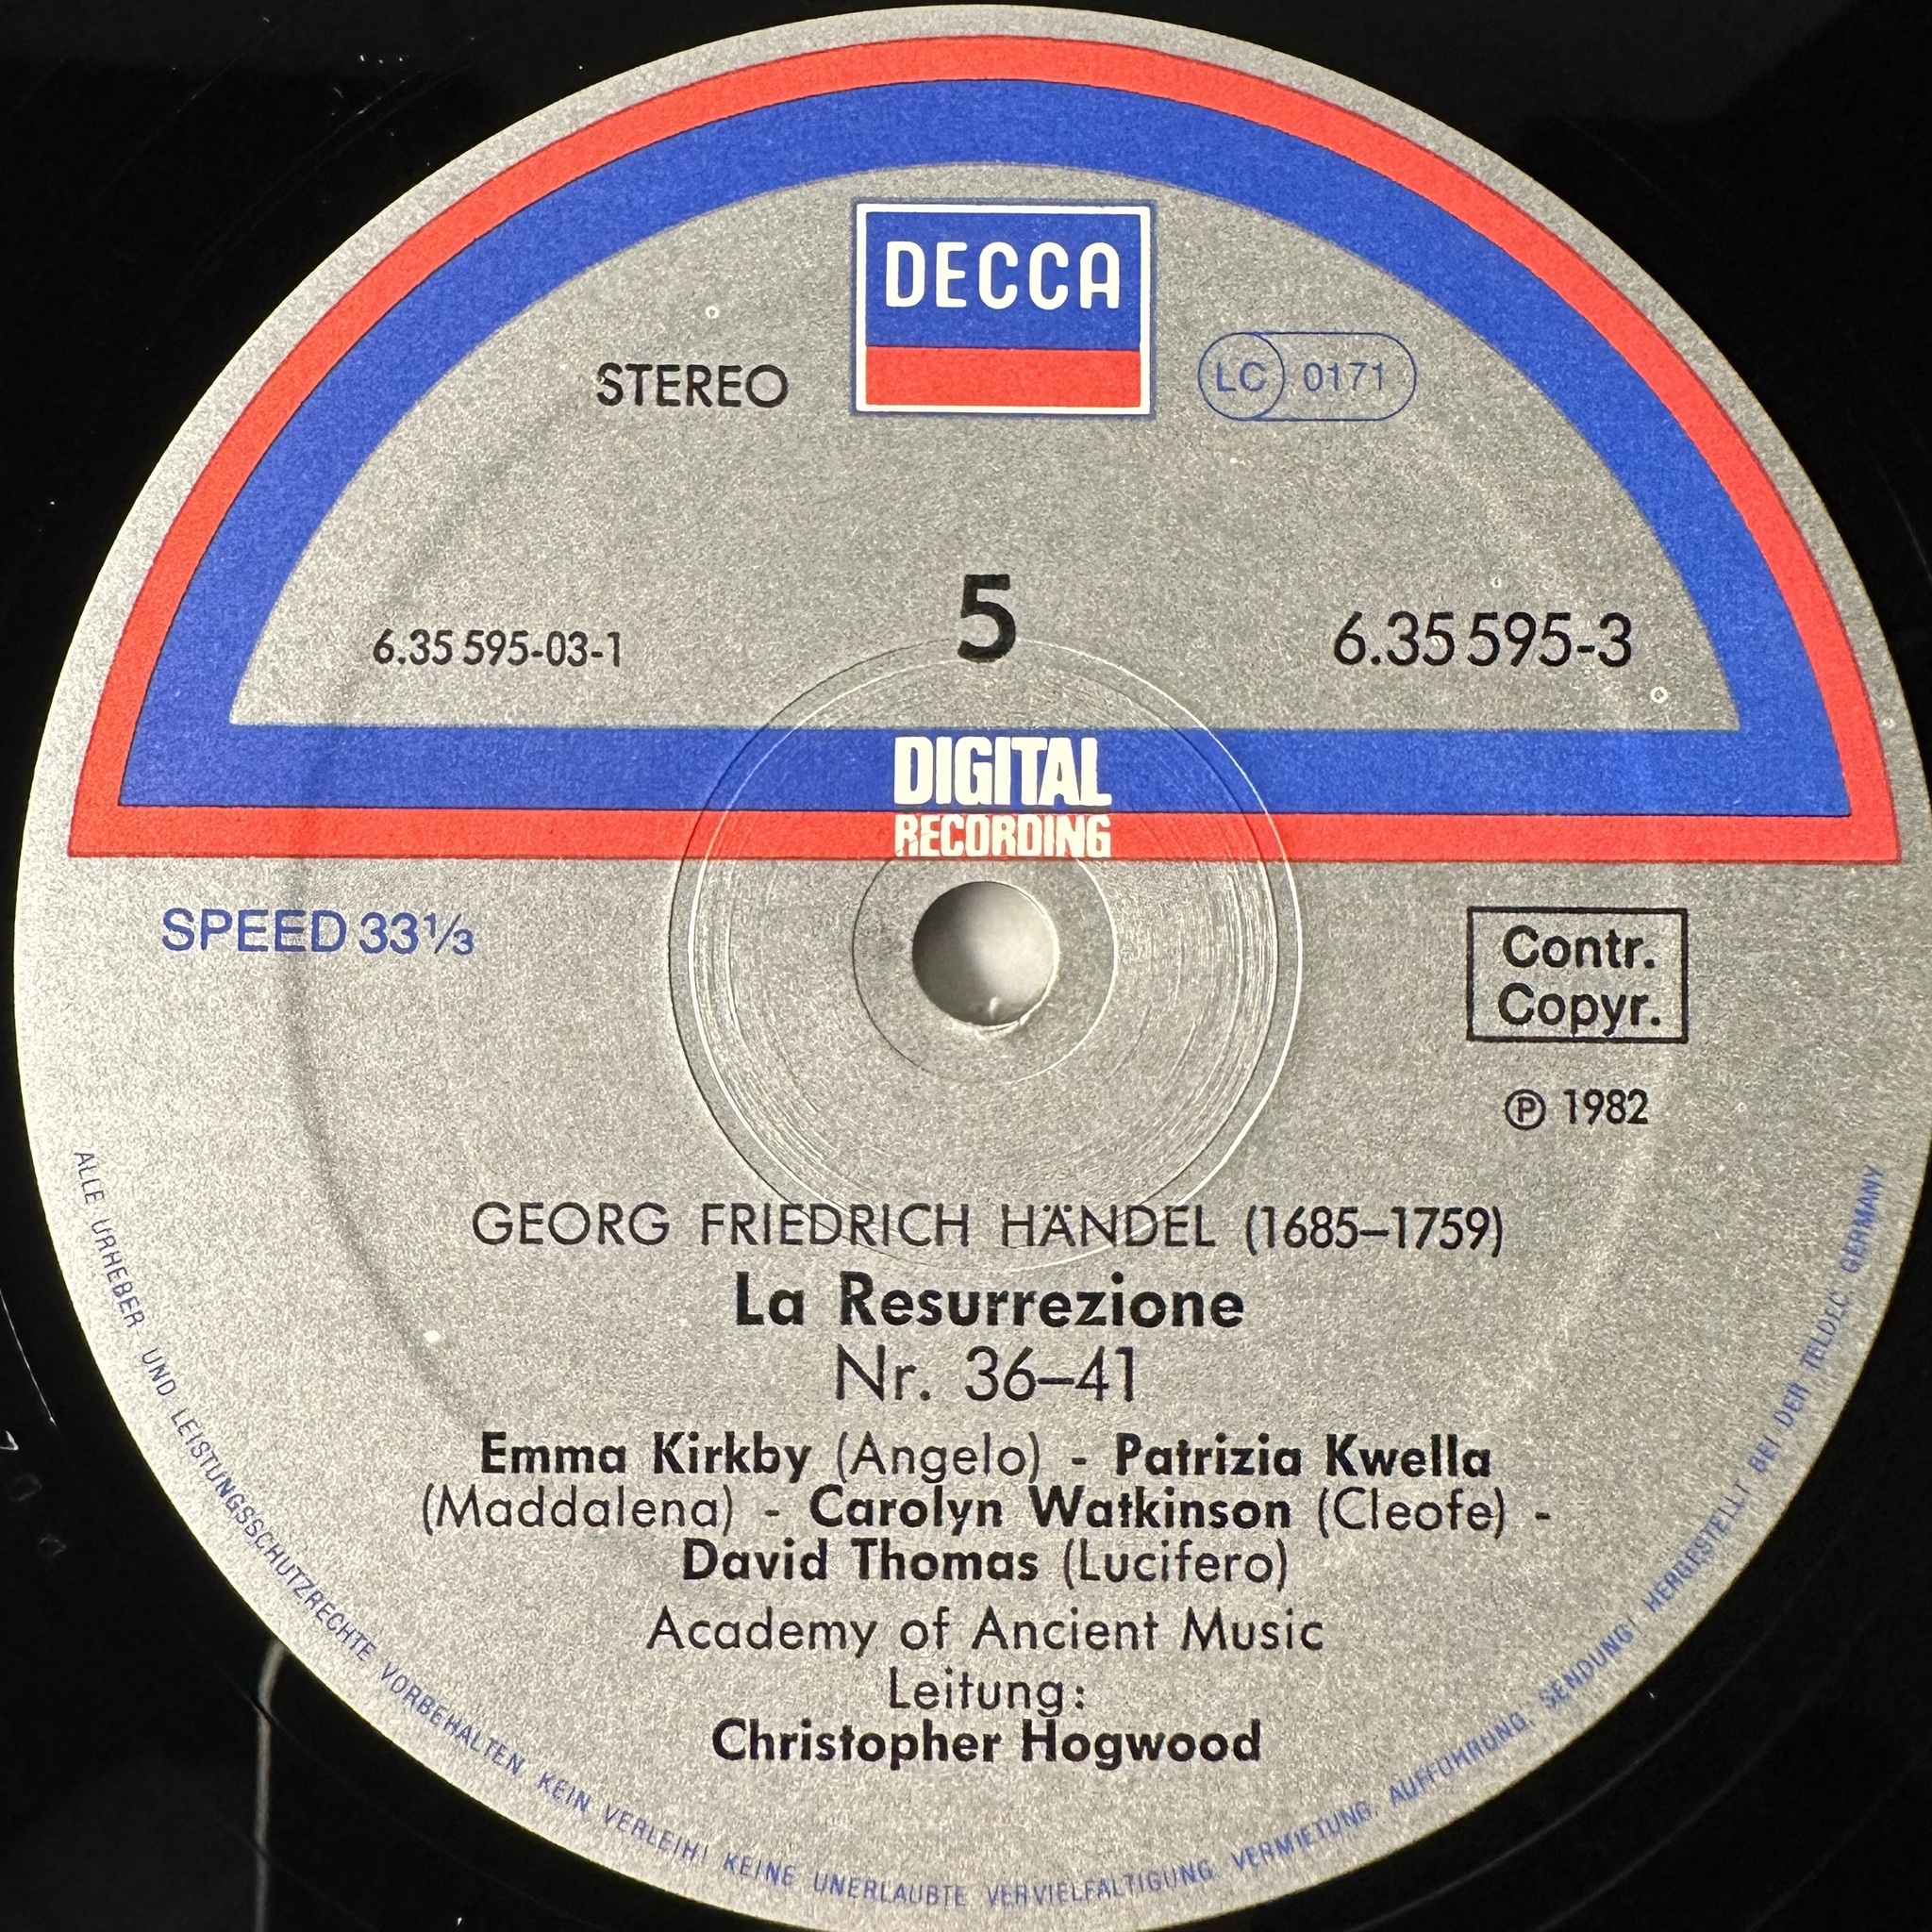 DECCA
STEREO
LC 0171
5
6.35 595-03-1
6.35 595-3
DIGITAL
RECORDING
SPEED 33⅓
Contr.
Copyr.
℗ 1982
GEORG FRIEDRICH HÄNDEL (1685–1759)
La Resurrezione
Nr. 36–41
Emma Kirkby (Angelo) - Patrizia Kwella
(Maddalena) - Carolyn Watkinson (Cleofe) -
David Thomas (Lucifero)
Academy of Ancient Music
Leitung:
Christopher Hogwood
ALLE URHEBER UND LEISTUNGSSCHUTZRECHTE VORBEHALTEN KEIN VERLEIH! KEINE UNERLAUBTE VERVIELFÄLTIGUNG, VERMIETUNG, AUFFÜHRUNG, SENDUNG! HERGESTELLT BEI DER TELDEC GERMANY